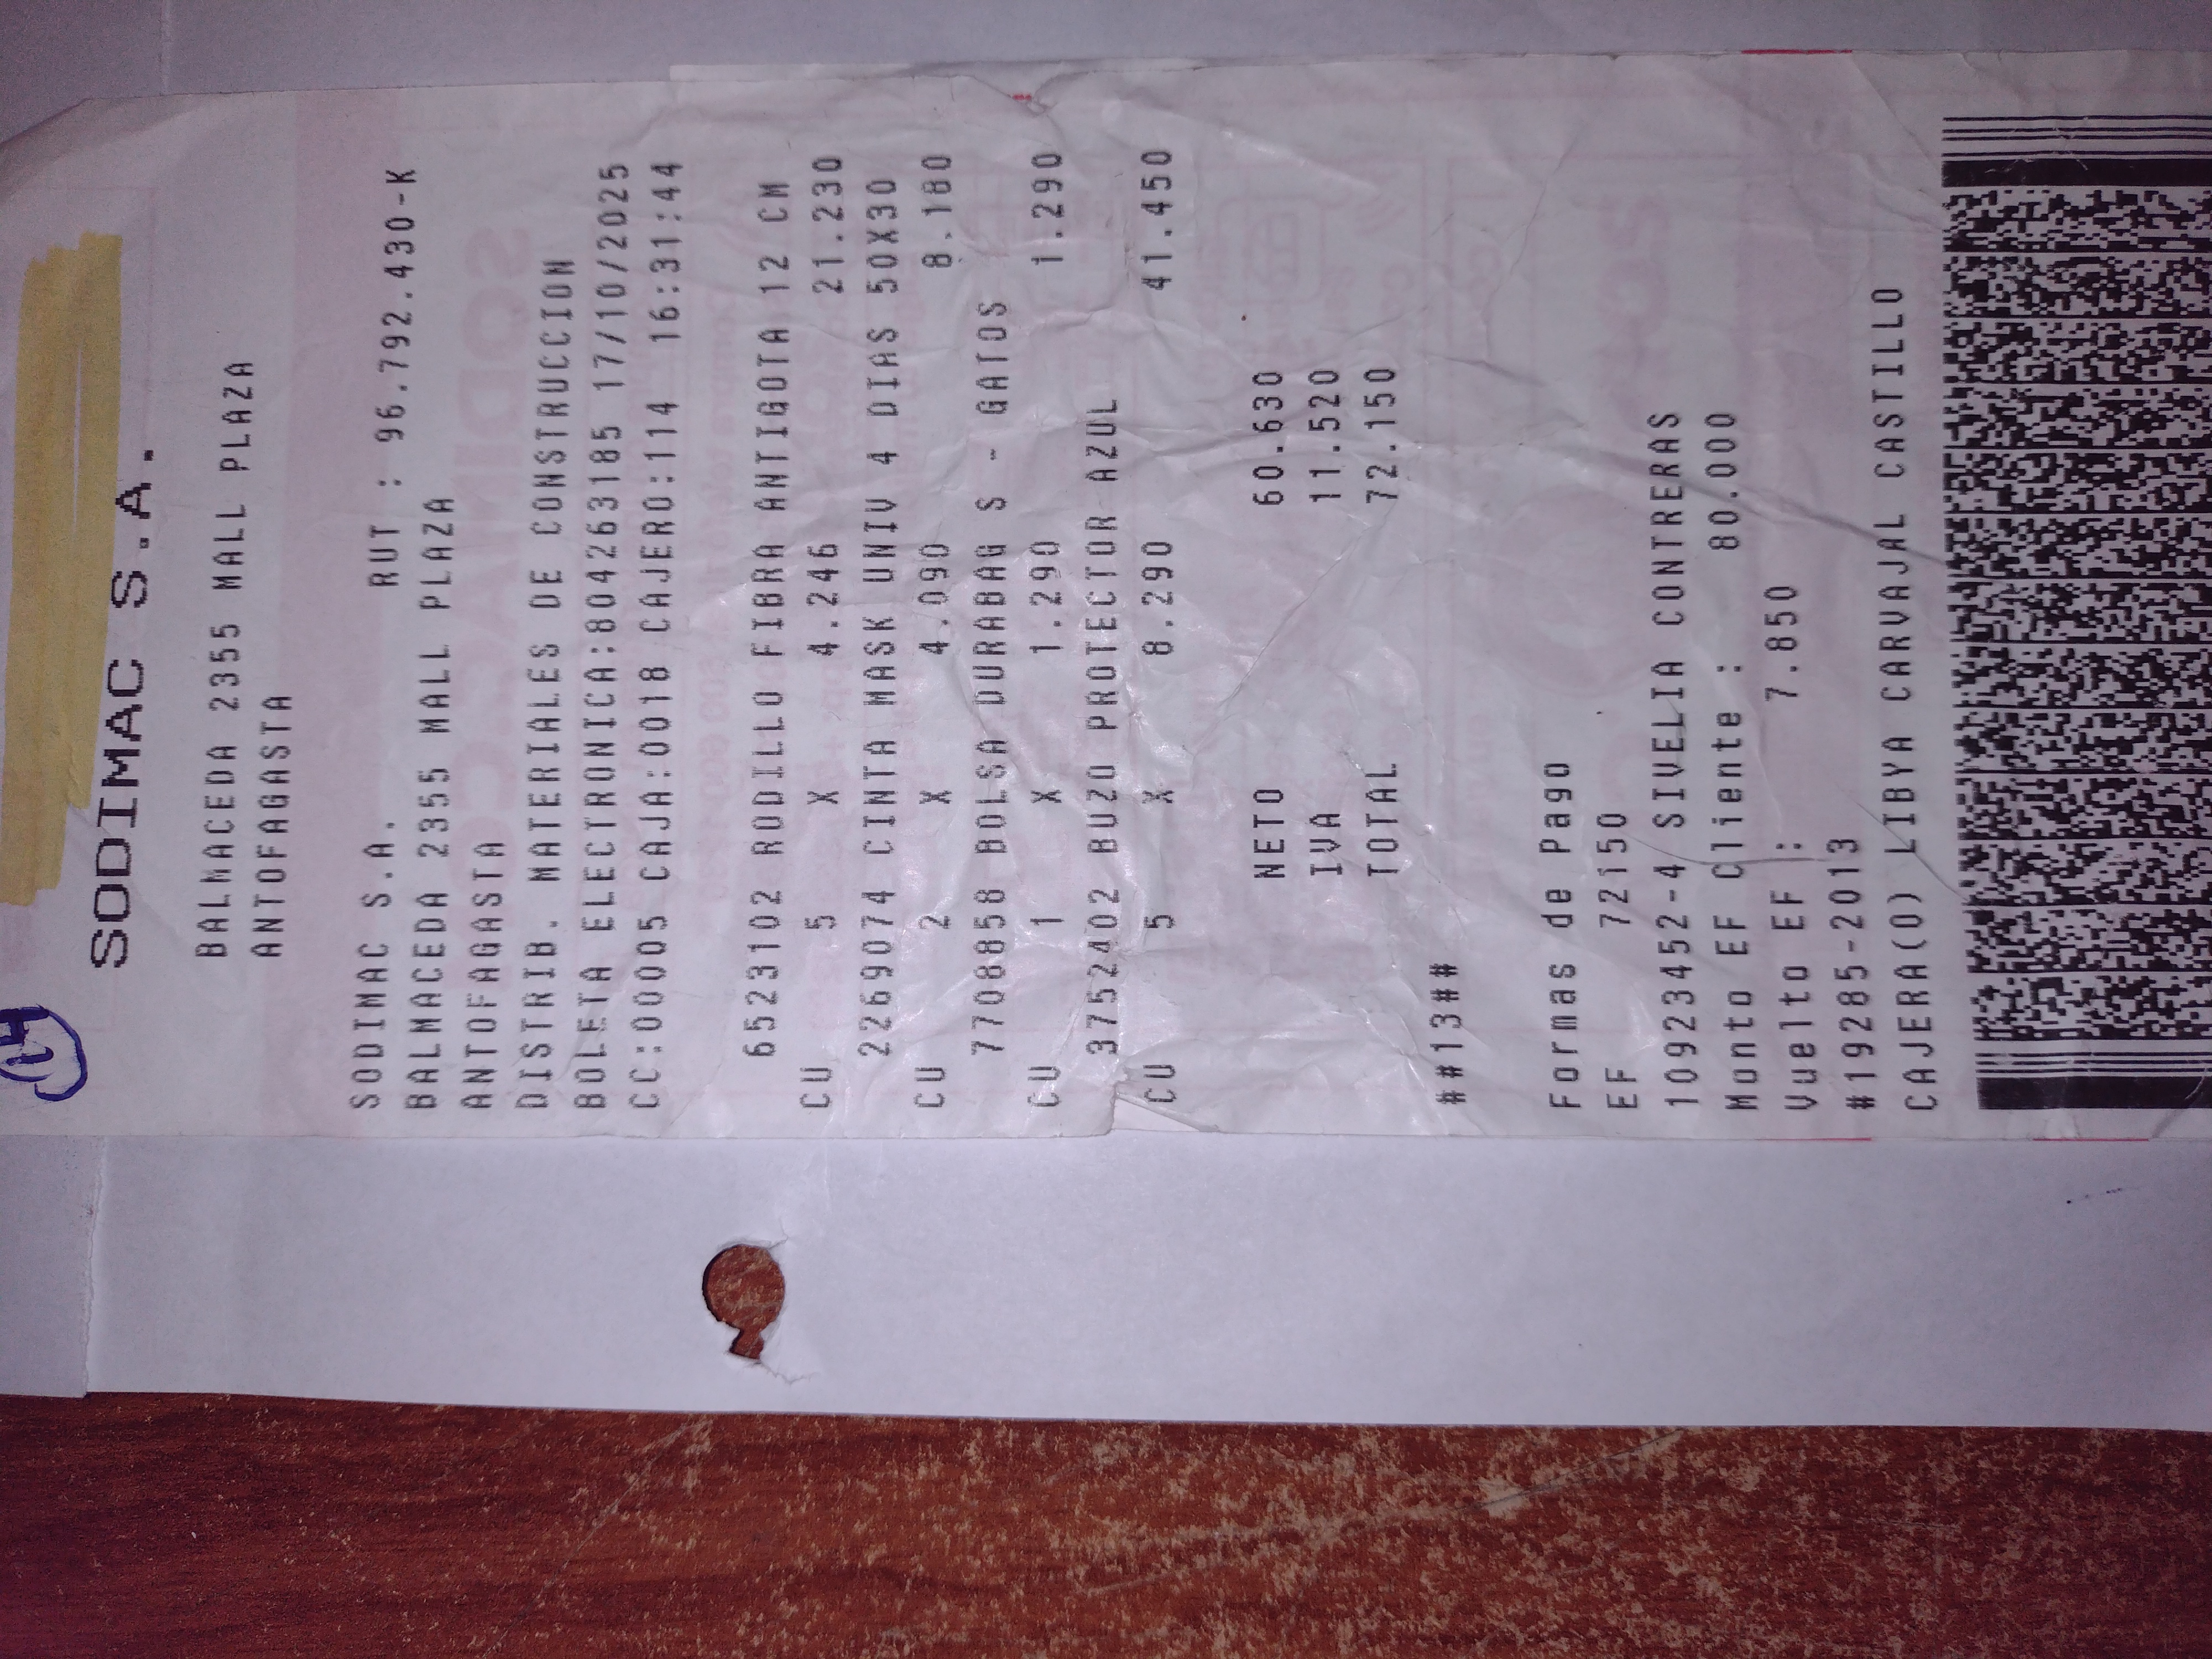 14
SODIMAC S.A.
BALMACEDA 2355 MALL PLAZA
ANTOFAGASTA
RUT : 96.792.430-K
SODIMAC S.A.
BALMACEDA 2355 MALL PLAZA
ANTOFAGASTA
DISTRIB. MATERIALES DE CONSTRUCCION
BOLETA ELECTRONICA:804263185 17/10/2025
CC:00005 CAJA:0018 CAJERO:114 16:31:44
6523102 RODILLO FIBRA ANTIGOTA 12 CM
CU 5 X 4.246 21.230
2269074 CINTA MASK UNIV 4 DIAS 50X30
CU 2 X 4.090 8.180
7708858 BOLSA DURABAG S - GATOS
CU 1 X 1.290 1.290
3752402 BUZO PROTECTOR AZUL
CU 5 X 8.290 41.450
NETO 60.630
IVA 11.520
TOTAL 72.150
##13##
Formas de Pago
EF 72150
10923452-4 SIVELIA CONTRERAS
Monto EF Cliente : 80.000
Vuelto EF : 7.850
#19285-2013
CAJERA(O) LIBYA CARVAJAL CASTILLO